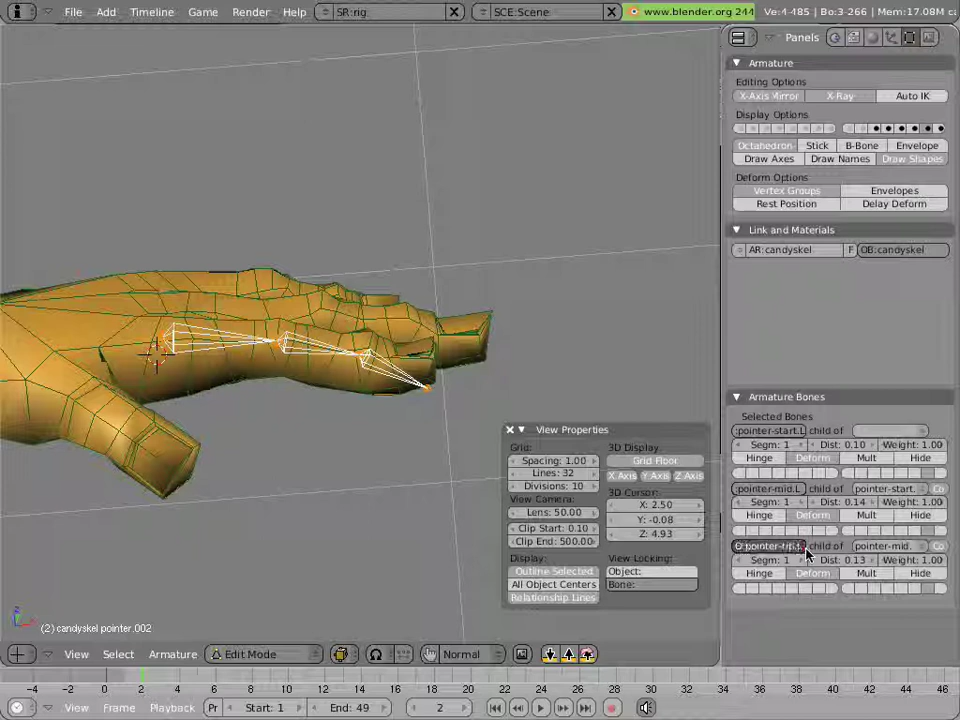 File Add Timeline Game Render Help SR:rig SCE:Scene www.blender.org 244 Ve:4-485 | Bo:3-266 | Mem:17.08M
Panels
Armature
Editing Options
X-Axis Mirror X-Ray Auto IK
Display Options
Octahedron Stick B-Bone Envelope
Draw Axes Draw Names Draw Shapes
Deform Options
Vertex Groups Envelopes
Rest Position Delay Deform
Link and Materials
AR:candyskel F OB:candyskel
Armature Bones
Selected Bones
:pointer-start.L child of
Segm: 1 Dist: 0.10 Weight: 1.00
Hinge Deform Mult Hide
:pointer-mid.L child of pointer-start. Co
Segm: 1 Dist: 0.14 Weight: 1.00
Hinge Deform Mult Hide
child of pointer-mid. Co
Segm: 1 Dist: 0.13 Weight: 1.00
Hinge Deform Mult Hide
View Properties
Grid: 3D Display:
Spacing: 1.00 Grid Floor
Lines: 32 X Axis Y Axis Z Axis
Divisions: 10 3D Cursor:
View Camera: X: 2.50
Lens: 50.00 Y: -0.08
Clip Start: 0.10 Z: 4.93
Clip End: 500.00
Display: View Locking:
Outline Selected Object:
All Object Centers Bone:
Relationship Lines
(2) candyskel pointer.002
View Select Armature Edit Mode Normal
-4 -2 0 2 4 6 8 10 12 14 16 18 20 22 24 26 28 30 32 34 36 38 40 42 44 46
View Frame Playback Pr Start: 1 End: 49 2